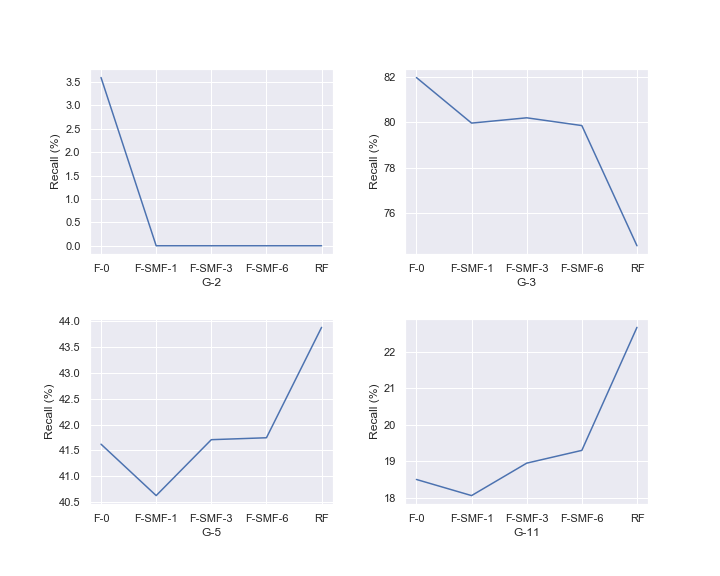 3.5
3.0
2.5
2.0
1.5
1.0
0.5
0.0
Recall (%)
F-0 F-SMF-1 F-SMF-3 F-SMF-6 RF
G-2
82
80
78
76
Recall (%)
F-0 F-SMF-1 F-SMF-3 F-SMF-6 RF
G-3
44.0
43.5
43.0
42.5
42.0
41.5
41.0
40.5
Recall (%)
F-0 F-SMF-1 F-SMF-3 F-SMF-6 RF
G-5
22
21
20
19
18
Recall (%)
F-0 F-SMF-1 F-SMF-3 F-SMF-6 RF
G-11